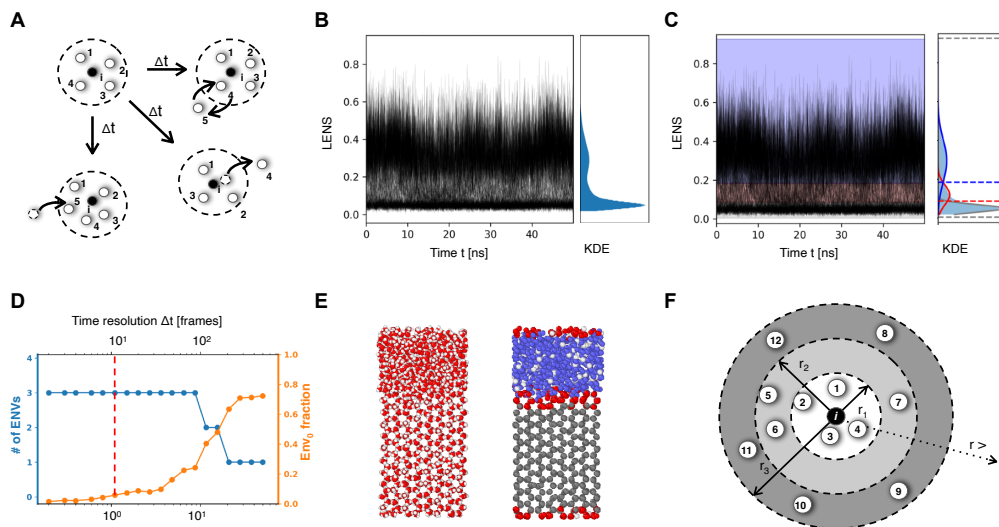 A
1
2
3
4
i
Δt
1
2
3
4
i
5
Δt
Δt
1
2
3
4
5
i
1
2
3
i
4
B
LENS
0.8
0.6
0.4
0.2
0.0
0
10
20
30
40
Time t [ns]
KDE
C
LENS
0.8
0.6
0.4
0.2
0.0
0
10
20
30
40
Time t [ns]
KDE
D
Time resolution Δt [frames]
10¹
10²
# of ENVs
4
3
2
1
0
1.0
0.8
0.6
0.4
0.2
0.0
Env₀ fraction
10⁰
10¹
E
F
12
8
r₂
1
r₁
5
2
i
7
6
3
4
r >
11
r₃
10
9